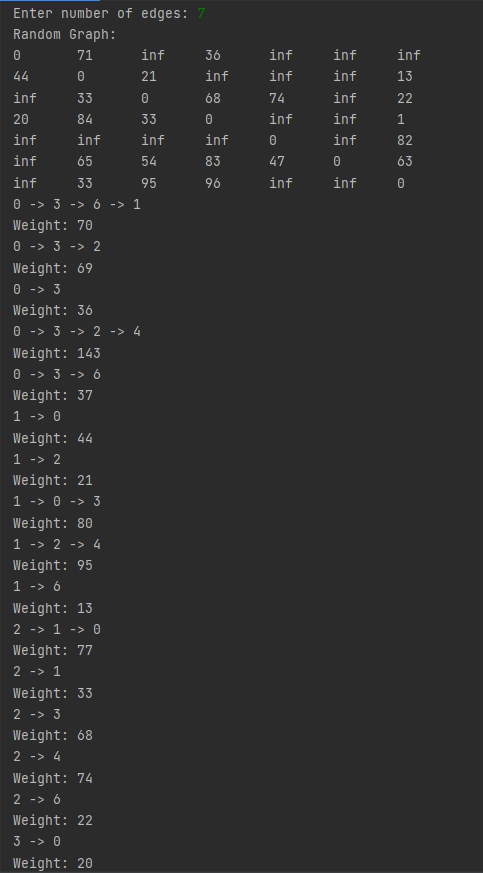 Enter number of edges: 7
Random Graph:
0 71 inf 36 inf inf inf
44 0 21 inf inf inf 13
inf 33 0 68 74 inf 22
20 84 33 0 inf inf 1
inf inf inf inf 0 inf 82
inf 65 54 83 47 0 63
inf 33 95 96 inf inf 0
0 -> 3 -> 6 -> 1
Weight: 70
0 -> 3 -> 2
Weight: 69
0 -> 3
Weight: 36
0 -> 3 -> 2 -> 4
Weight: 143
0 -> 3 -> 6
Weight: 37
1 -> 0
Weight: 44
1 -> 2
Weight: 21
1 -> 0 -> 3
Weight: 80
1 -> 2 -> 4
Weight: 95
1 -> 6
Weight: 13
2 -> 1 -> 0
Weight: 77
2 -> 1
Weight: 33
2 -> 3
Weight: 68
2 -> 4
Weight: 74
2 -> 6
Weight: 22
3 -> 0
Weight: 20